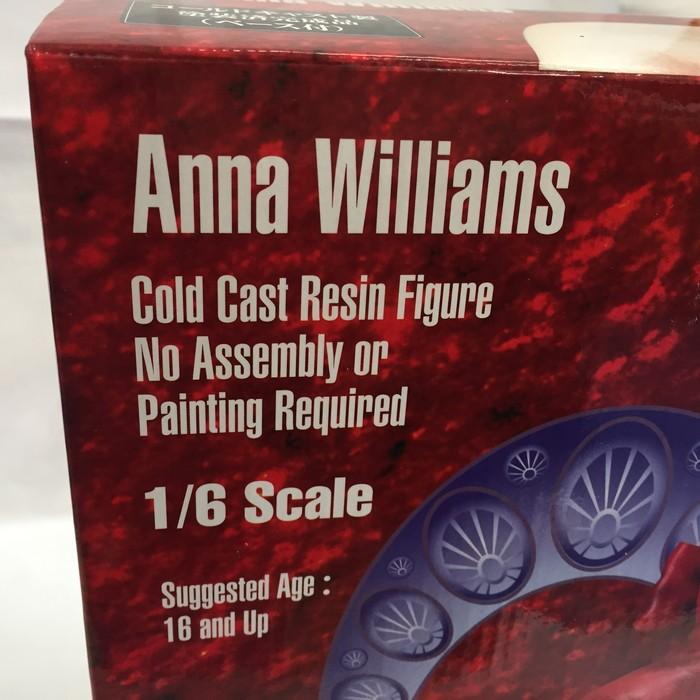 Anna Williams
Cold Cast Resin Figure
No Assembly or
Painting Required
1/6 Scale
Suggested Age :
16 and Up